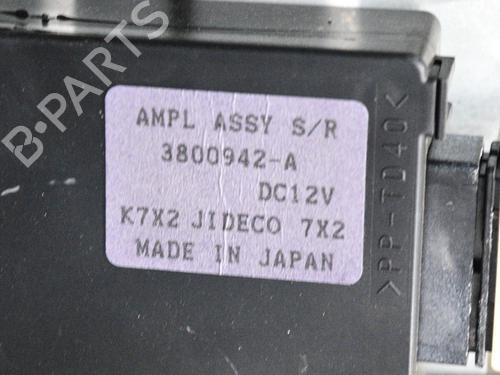 AMPL ASSY S/R
3800942-A
DC12V
K7X2 JIDECO 7X2
MADE IN JAPAN
>PP-TD40<
B-PARTS